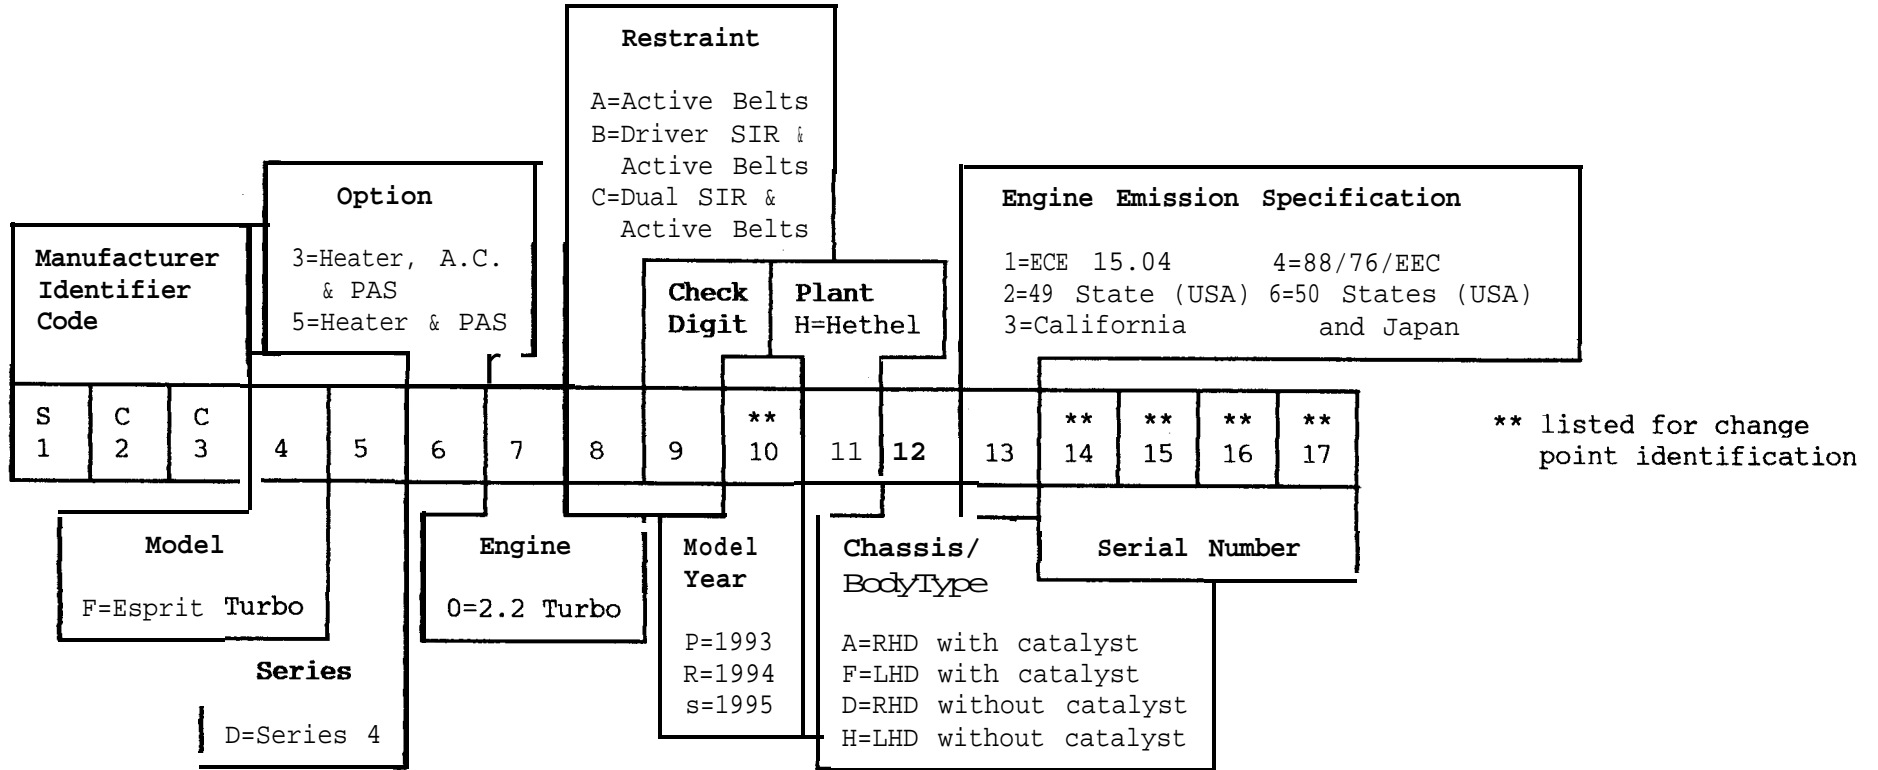 Restraint
A=Active Belts
B=Driver SIR &
Active Belts
C=Dual SIR &
Active Belts
Option
3=Heater, A.C.
& PAS
5=Heater & PAS
Engine Emission Specification
1=ECE 15.04 4=88/76/EEC
2=49 State (USA) 6=50 States (USA)
3=California and Japan
Manufacturer
Identifier
Code
Check
Digit
Plant
H=Hethel
S C C ** ** ** ** **
1 2 3 4 5 6 7 8 9 10 11 12 13 14 15 16 17
** listed for change
point identification
Model
F=Esprit Turbo
Series
D=Series 4
Engine
0=2.2 Turbo
Model
Year
P=1993
R=1994
s=1995
Chassis/
BodyType
A=RHD with catalyst
F=LHD with catalyst
D=RHD without catalyst
H=LHD without catalyst
Serial Number